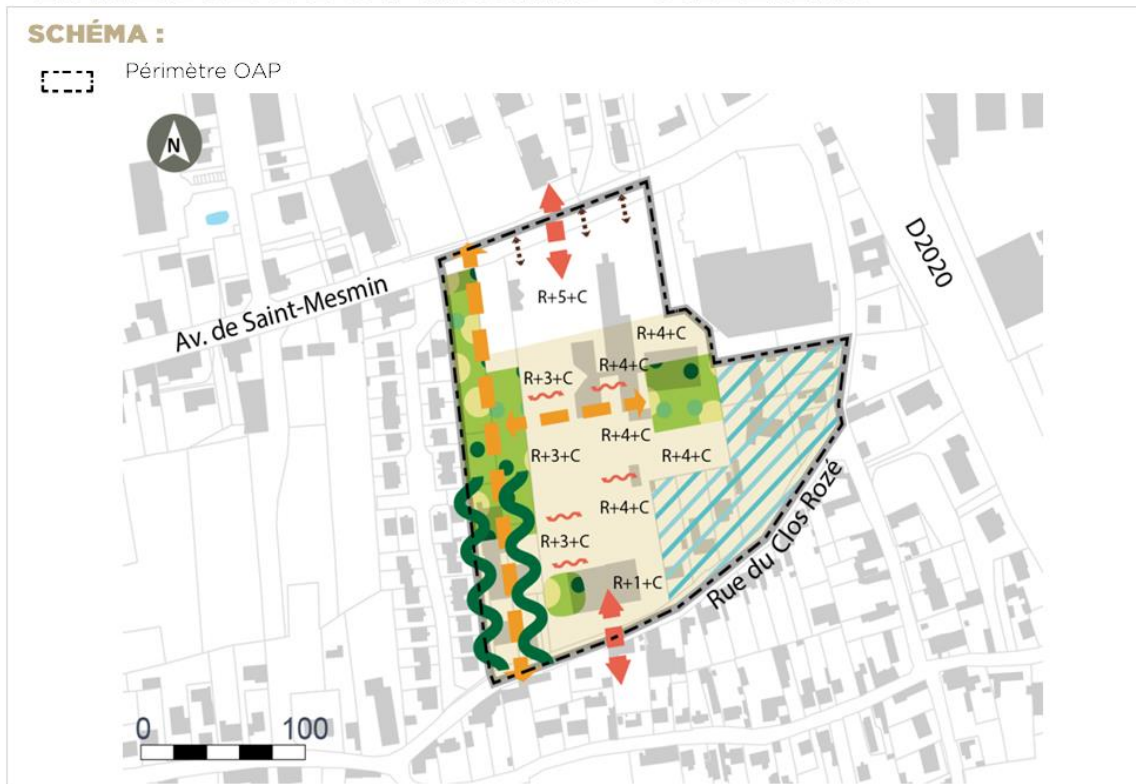 SCHÉMA :
Périmètre OAP
N
Av. de Saint-Mesmin
D2020
R+5+C
R+4+C
R+3+C
R+4+C
R+4+C
R+3+C
R+4+C
R+4+C
R+3+C
R+1+C
Rue du Clos Rozé
0 100